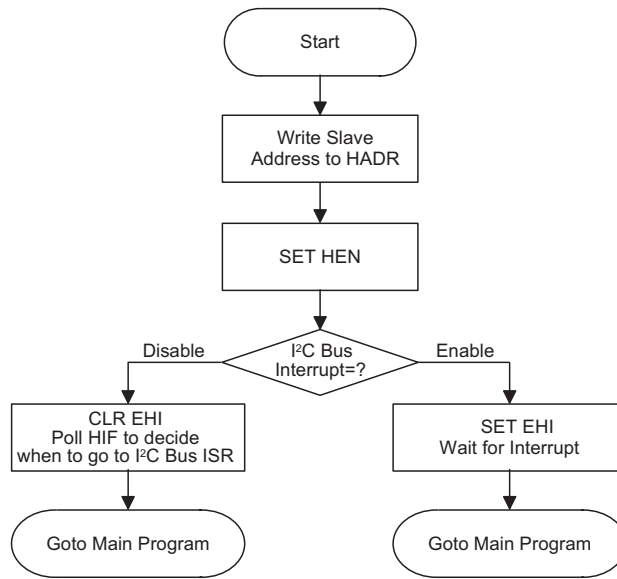 Start
Write Slave
Address to HADR
SET HEN
I²C Bus
Interrupt=?
Disable
Enable
CLR EHI
Poll HIF to decide
when to go to I²C Bus ISR
SET EHI
Wait for Interrupt
Goto Main Program
Goto Main Program